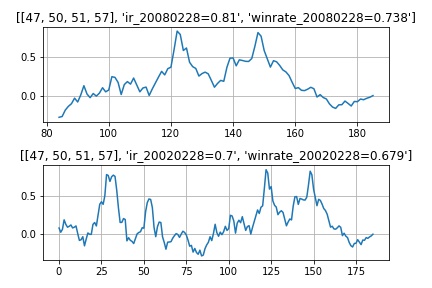 [[47, 50, 51, 57], 'ir_20080228=0.81', 'winrate_20080228=0.738']
0.5
0.0
80 100 120 140 160 180
[[47, 50, 51, 57], 'ir_20020228=0.7', 'winrate_20020228=0.679']
0.5
0.0
0 25 50 75 100 125 150 175